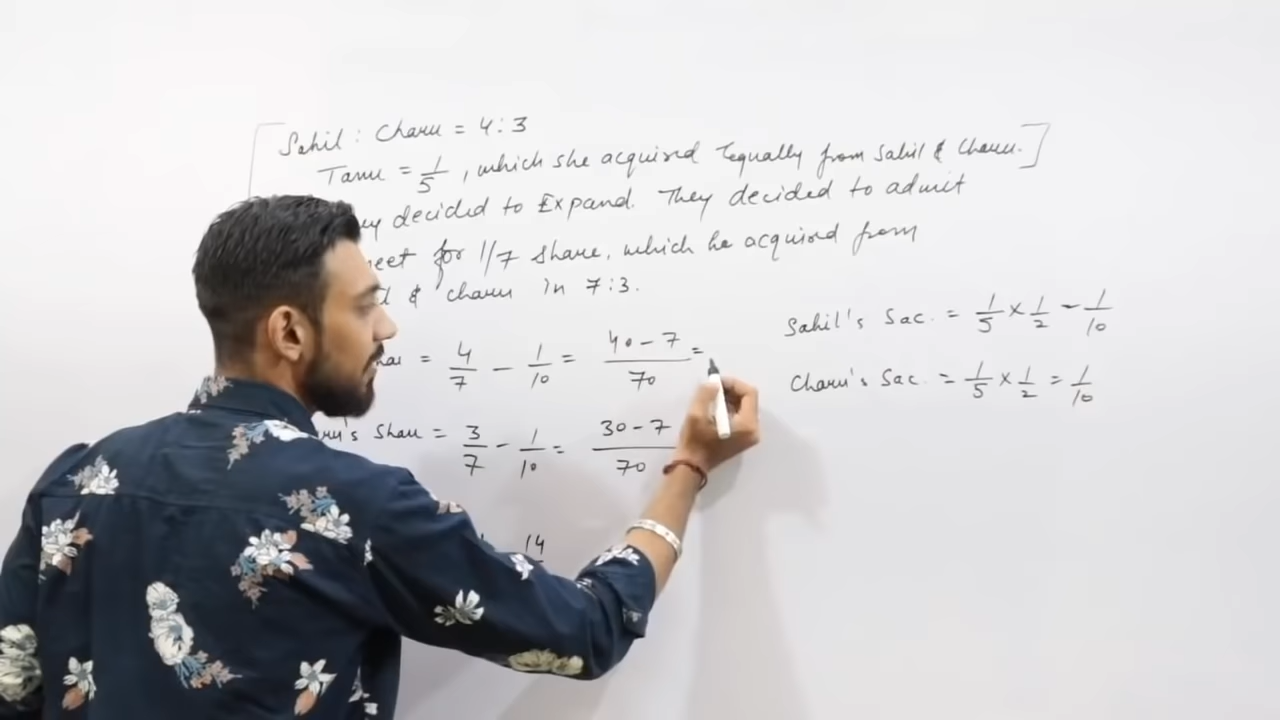 Sahil : Charu = 4:3
Tanu = 1/5, which she acquired equally from Sahil & Charu.
decided to Expand. They decided to admit
for 1/7 share, which he acquired from
& Charu in 7:3.
= 4/7 - 1/10 = 40-7/70 =
Share = 3/7 - 1/10 = 30-7/70
14
Sahil's Sac. = 1/5 × 1/2 - 1/10
Charu's Sac. = 1/5 × 1/2 = 1/10